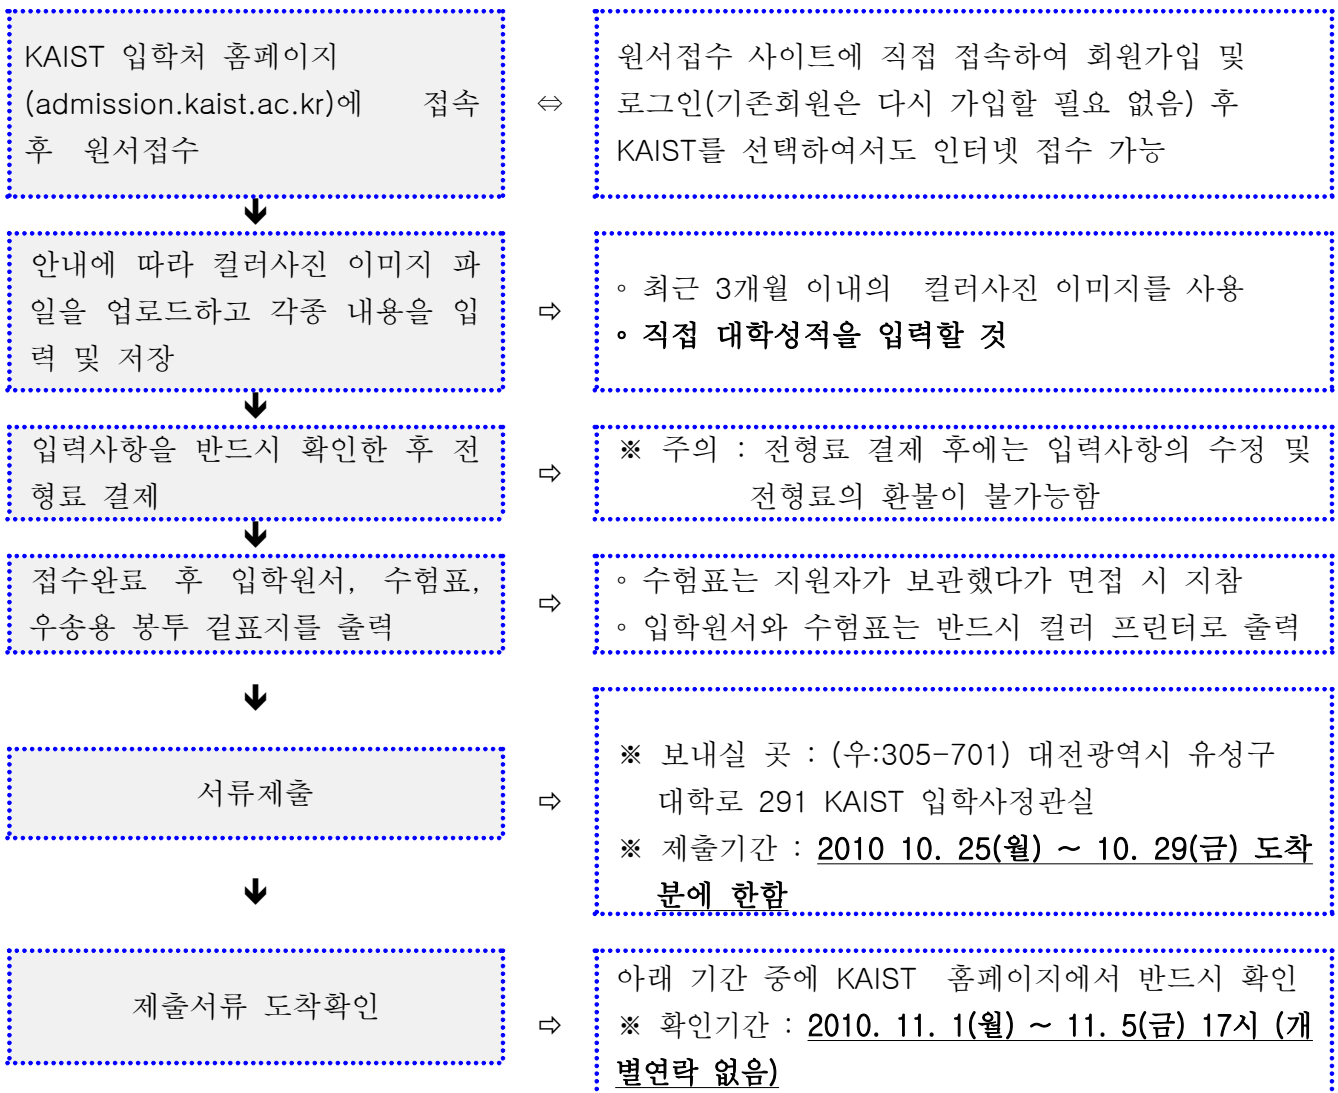 KAIST 입학처 홈페이지
(admission.kaist.ac.kr)에 접속
후 원서접수
⇔
원서접수 사이트에 직접 접속하여 회원가입 및
로그인(기존회원은 다시 가입할 필요 없음) 후
KAIST를 선택하여서도 인터넷 접수 가능
안내에 따라 컬러사진 이미지 파
일을 업로드하고 각종 내용을 입
력 및 저장
⇨
◦ 최근 3개월 이내의 컬러사진 이미지를 사용
◦ 직접 대학성적을 입력할 것
입력사항을 반드시 확인한 후 전
형료 결제
⇨
※ 주의 : 전형료 결제 후에는 입력사항의 수정 및
전형료의 환불이 불가능함
접수완료 후 입학원서, 수험표,
우송용 봉투 겉표지를 출력
⇨
◦ 수험표는 지원자가 보관했다가 면접 시 지참
◦ 입학원서와 수험표는 반드시 컬러 프린터로 출력
서류제출
⇨
※ 보내실 곳 : (우:305-701) 대전광역시 유성구
대학로 291 KAIST 입학사정관실
※ 제출기간 : 2010 10. 25(월) ~ 10. 29(금) 도착
분에 한함
제출서류 도착확인
⇨
아래 기간 중에 KAIST 홈페이지에서 반드시 확인
※ 확인기간 : 2010. 11. 1(월) ~ 11. 5(금) 17시 (개
별연락 없음)